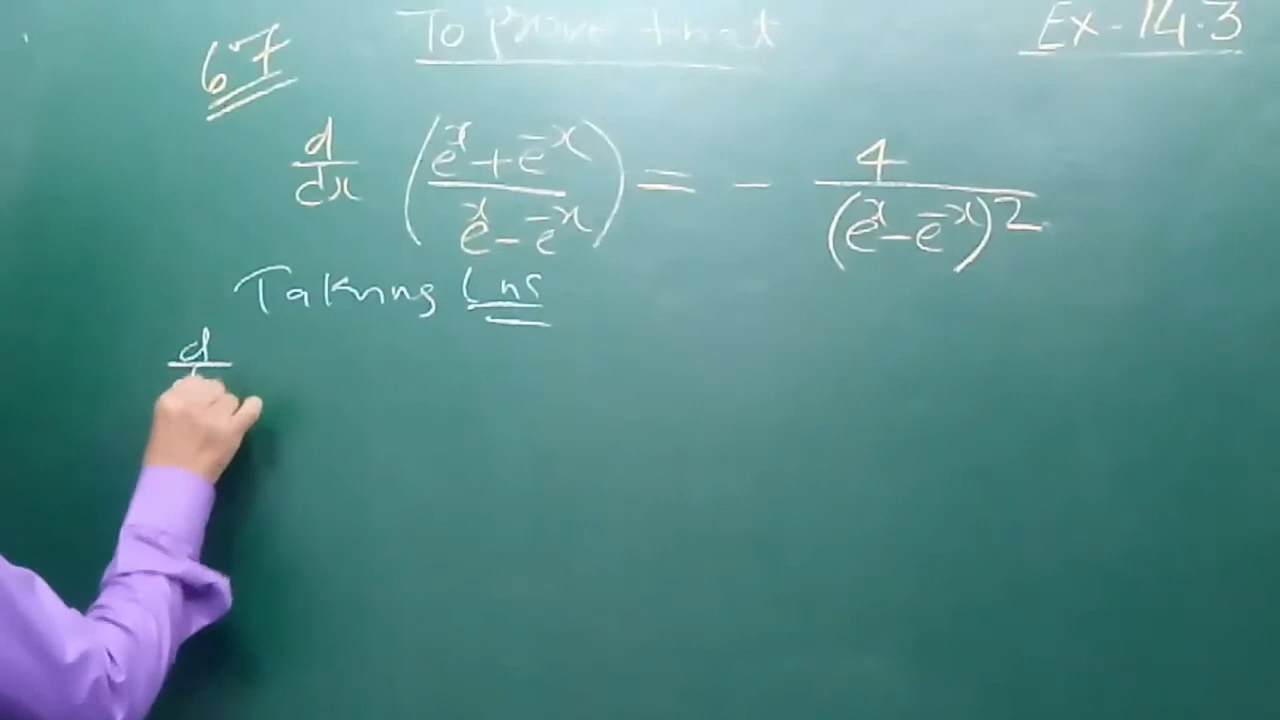 To prove that
Ex-14.3
67
d/dx (e^x + e^-x / e^x - e^-x) = - 4 / (e^x - e^-x)^2
Taking Lhs
d